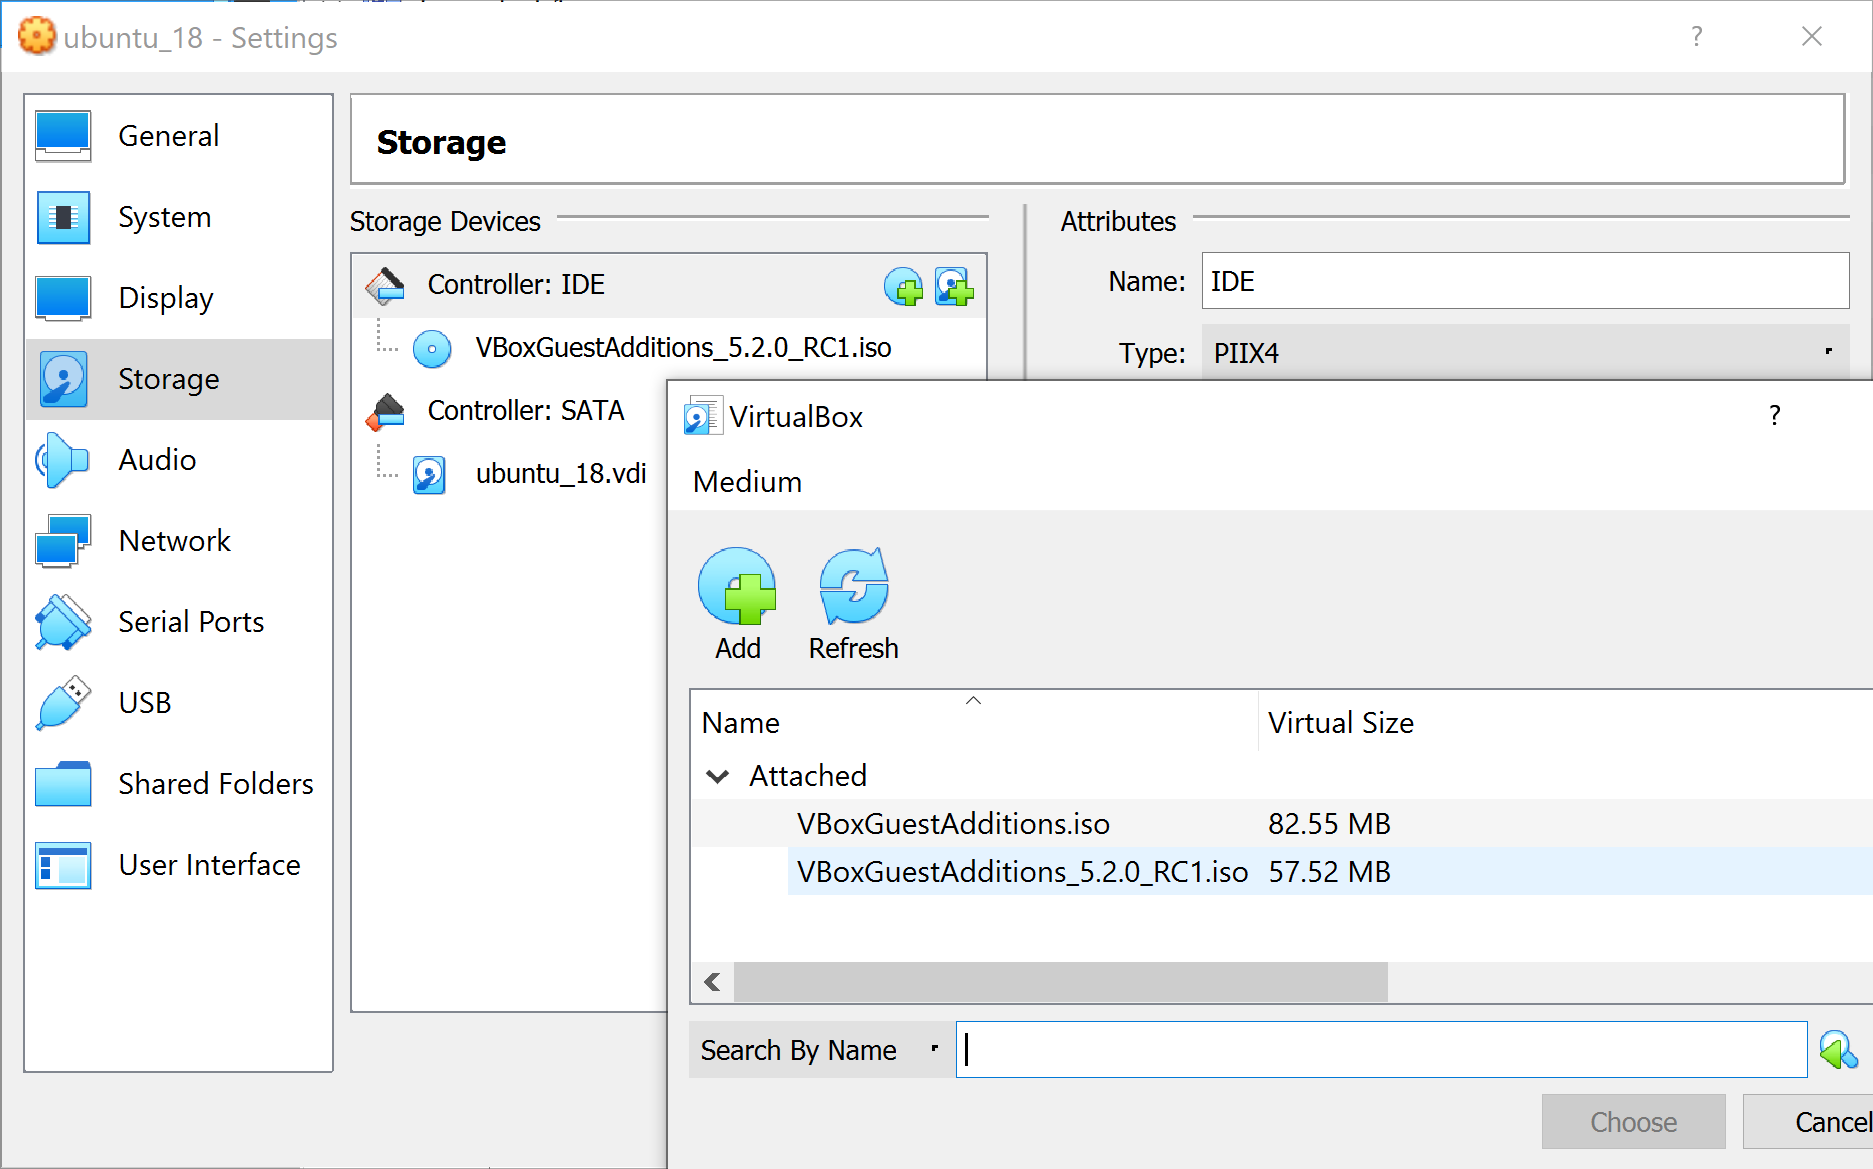 ubuntu_18 - Settings
?
General
System
Display
Storage
Audio
Network
Serial Ports
USB
Shared Folders
User Interface
Storage
Storage Devices
Controller: IDE
VBoxGuestAdditions_5.2.0_RC1.iso
Controller: SATA
ubuntu_18.vdi
Attributes
Name: IDE
Type: PIIX4
VirtualBox
?
Medium
Add
Refresh
Name
Virtual Size
Attached
VBoxGuestAdditions.iso 82.55 MB
VBoxGuestAdditions_5.2.0_RC1.iso 57.52 MB
Search By Name
Choose
Cancel